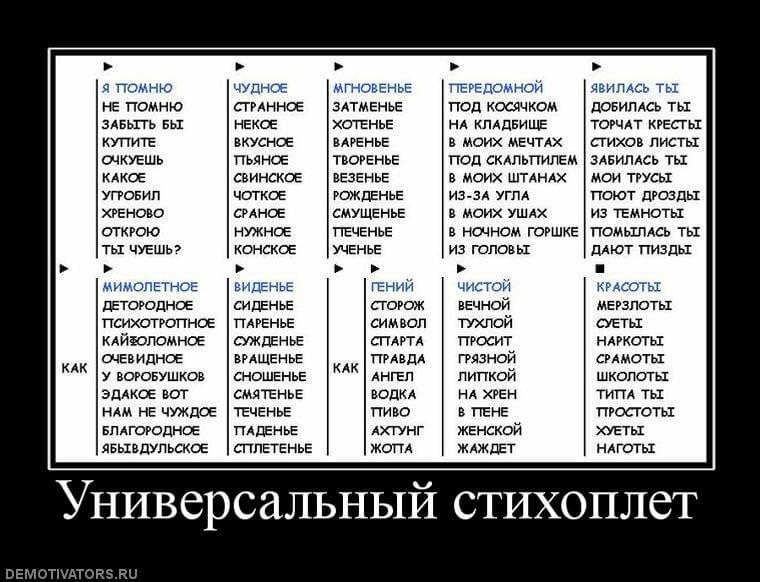 Я ПОМНЮ ЧУДНОЕ МГНОВЕНЬЕ ПЕРЕДОМНОЙ ЯВИЛАСЬ ТЫ
НЕ ПОМНЮ СТРАННОЕ ЗАТМЕНЬЕ ПОД КОСЯЧКОМ ДОБИЛАСЬ ТЫ
ЗАБЫТЬ БЫ НЕКОЕ ХОТЕНЬЕ НА КЛАДБИЩЕ ТОРЧАТ КРЕСТЫ
КУПИТЕ ВКУСНОЕ ВАРЕНЬЕ В МОИХ МЕЧТАХ СТИХОВ ЛИСТЫ
ОЧКУЕШЬ ПЬЯНОЕ ТВОРЕНЬЕ ПОД СКАЛЬПИЛЕМ ЗАБИЛАСЬ ТЫ
КАКОЕ СВИНСКОЕ ВЕЗЕНЬЕ В МОИХ ШТАНАХ МОИ ТРУСЫ
УГРОБИЛ ЧОТКОЕ РОЖДЕНЬЕ ИЗ-ЗА УГЛА ПОЮТ ДРОЗДЫ
ХРЕНОВО СРАНОЕ СМУЩЕНЬЕ В МОИХ УШАХ ИЗ ТЕМНОТЫ
ОТКРОЮ НУЖНОЕ ПЕЧЕНЬЕ В НОЧНОМ ГОРШКЕ ПОМЫЛАСЬ ТЫ
ТЫ ЧУЕШЬ? КОНСКОЕ УЧЕНЬЕ ИЗ ГОЛОВЫ ДАЮТ ПИЗДЫ
МИМОЛЕТНОЕ ВИДЕНЬЕ ГЕНИЙ ЧИСТОЙ КРАСОТЫ
ДЕТОРОДНОЕ СИДЕНЬЕ СТОРОЖ ВЕЧНОЙ МЕРЗЛОТЫ
ПСИХОТРОПНОЕ ПАРЕНЬЕ СИМВОЛ ТУХЛОЙ СУЕТЫ
КАЙФОЛОМНОЕ СУЖДЕНЬЕ СПАРТА ПРОСИТ НАРКОТЫ
КАК ОЧЕВИДНОЕ ВРАЩЕНЬЕ КАК ПРАВДА ГРЯЗНОЙ СРАМОТЫ
У ВОРОБУШКОВ СНОШЕНЬЕ АНГЕЛ ЛИПКОЙ ШКОЛОТЫ
ЭДАКОЕ ВОТ СМЯТЕНЬЕ ВОДКА НА ХРЕН ТИПА ТЫ
НАМ НЕ ЧУЖДОЕ ТЕЧЕНЬЕ ПИВО В ПЕНЕ ПРОСТОТЫ
БЛАГОРОДНОЕ ПАДЕНЬЕ АХТУНГ ЖЕНСКОЙ ХУЕТЫ
ЯБЫВДУЛЬСКОЕ СПЛЕТЕНЬЕ ЖОПА ЖАЖДЕТ НАГОТЫ
Универсальный стихоплет
DEMOTIVATORS.RU